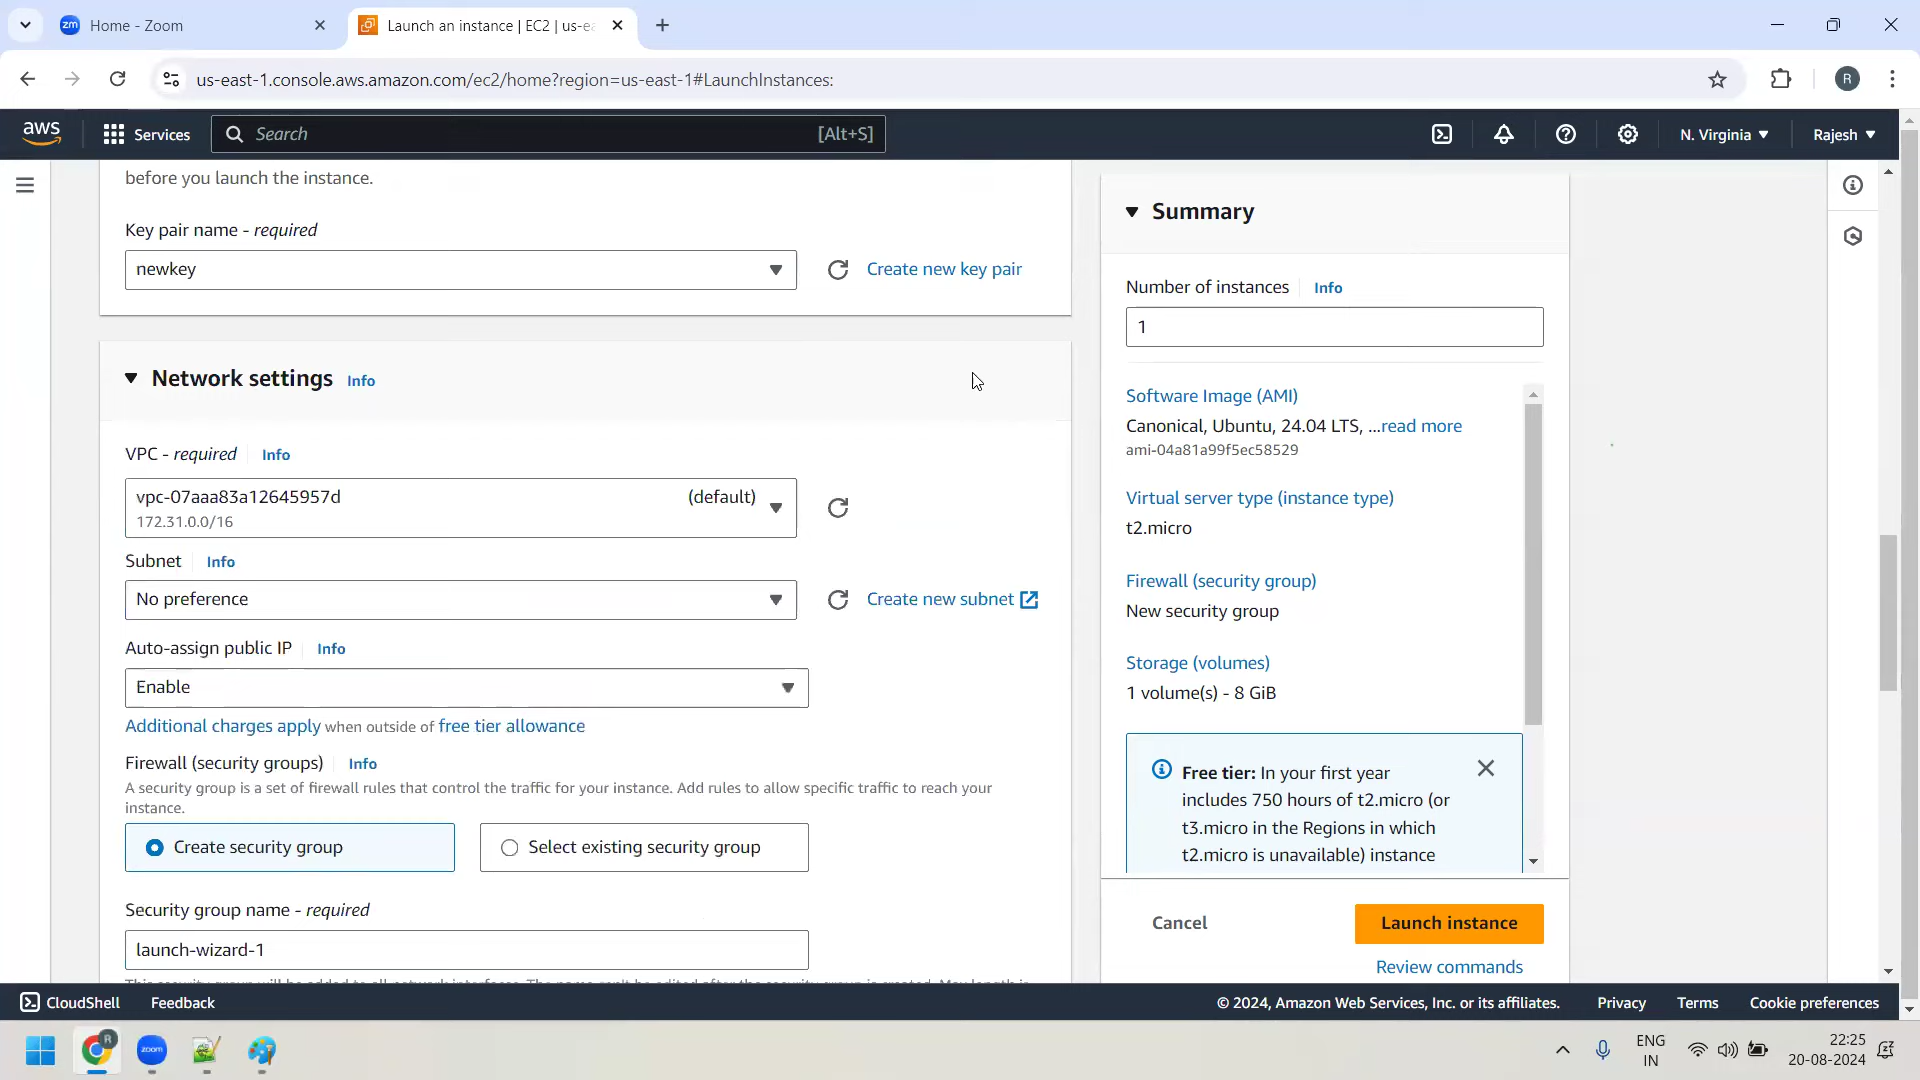 Home - Zoom
Launch an instance | EC2 | us-ea
us-east-1.console.aws.amazon.com/ec2/home?region=us-east-1#LaunchInstances:
R
aws
Services
Search
[Alt+S]
N. Virginia
Rajesh
before you launch the instance.
Key pair name - required
newkey
Create new key pair
Network settings Info
VPC - required Info
vpc-07aaa83a12645957d (default)
172.31.0.0/16
Subnet Info
No preference
Create new subnet
Auto-assign public IP Info
Enable
Additional charges apply when outside of free tier allowance
Firewall (security groups) Info
A security group is a set of firewall rules that control the traffic for your instance. Add rules to allow specific traffic to reach your
instance.
Create security group
Select existing security group
Security group name - required
launch-wizard-1
Summary
Number of instances Info
1
Software Image (AMI)
Canonical, Ubuntu, 24.04 LTS, ...read more
ami-04a81a99f5ec58529
Virtual server type (instance type)
t2.micro
Firewall (security group)
New security group
Storage (volumes)
1 volume(s) - 8 GiB
Free tier: In your first year
includes 750 hours of t2.micro (or
t3.micro in the Regions in which
t2.micro is unavailable) instance
Cancel
Launch instance
Review commands
CloudShell
Feedback
© 2024, Amazon Web Services, Inc. or its affiliates.
Privacy
Terms
Cookie preferences
zoom
ENG
IN
22:25
20-08-2024